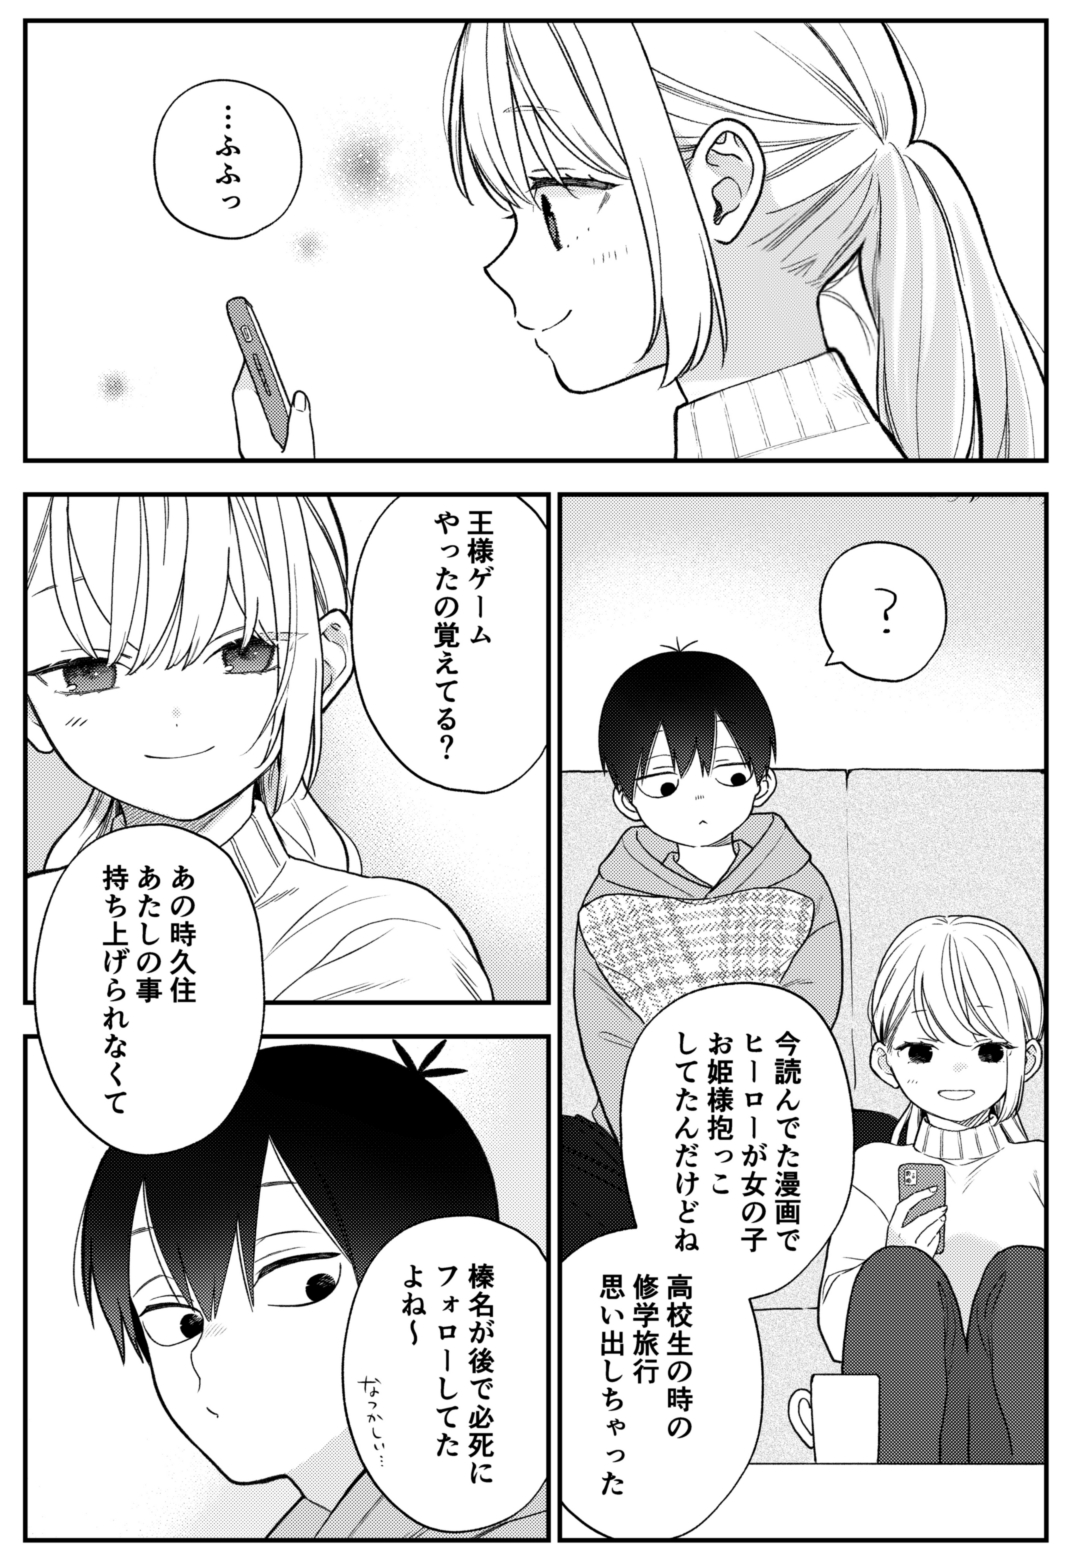 …ふふっ
?
今読んでた漫画で
ヒーローが女の子
お姫様抱っこ
してたんだけどね
高校生の時の
修学旅行
思い出しちゃった
王様ゲーム
やったの覚えてる?
あの時久住
あたしの事
持ち上げられなくて
榛名が後で必死に
フォローしてた
よね〜
なつかしい…